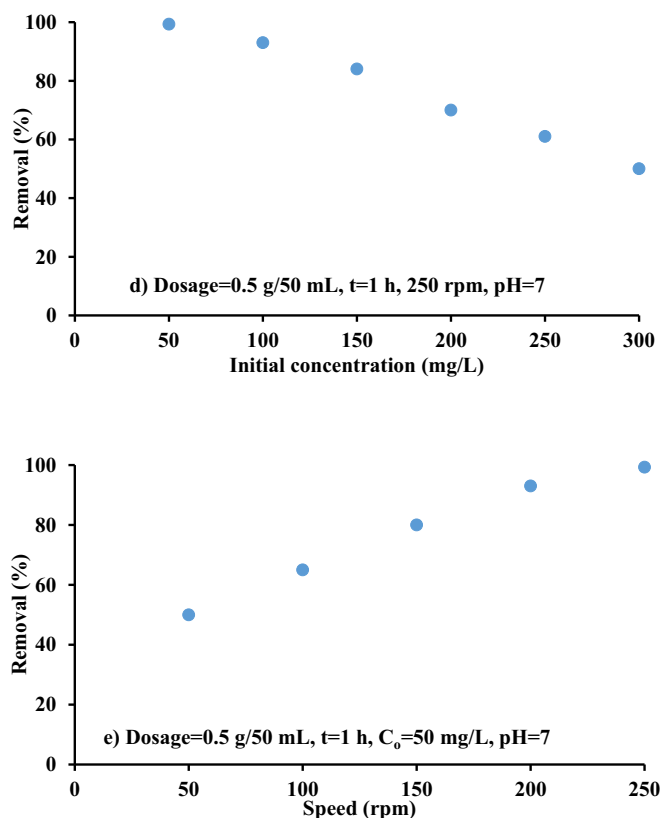 100
80
60
40
20
0
Removal (%)
d) Dosage=0.5 g/50 mL, t=1 h, 250 rpm, pH=7
0 50 100 150 200 250 300
Initial concentration (mg/L)
100
80
60
40
20
0
Removal (%)
e) Dosage=0.5 g/50 mL, t=1 h, Cₒ=50 mg/L, pH=7
0 50 100 150 200 250
Speed (rpm)